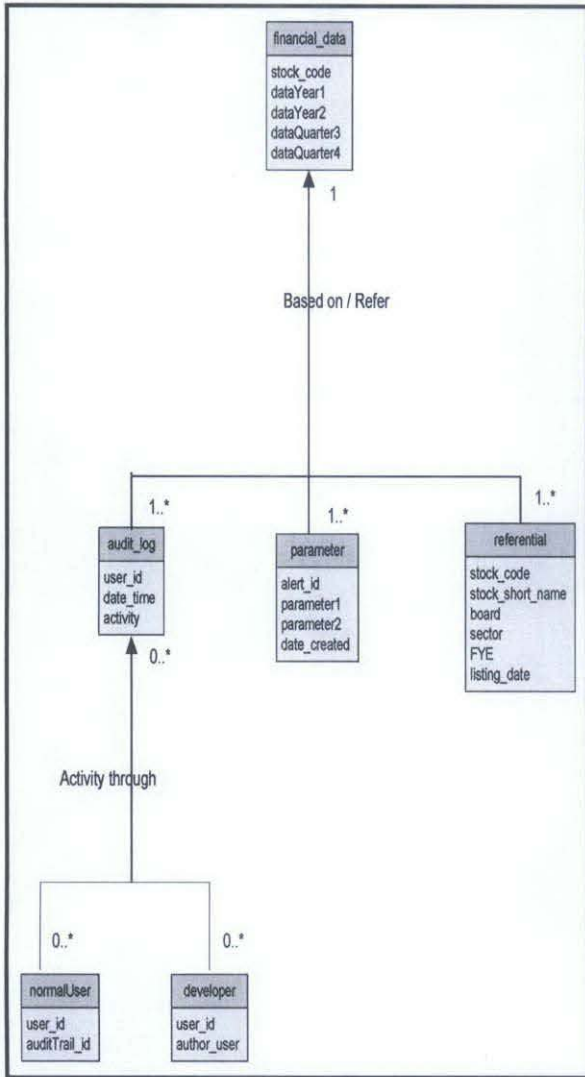 financial_data
stock_code
dataYear1
dataYear2
dataQuarter3
dataQuarter4
1
Based on / Refer
1..*
1..*
1..*
audit_log
user_id
date_time
activity
parameter
alert_id
parameter1
parameter2
date_created
referential
stock_code
stock_short_name
board
sector
FYE
listing_date
0..*
Activity through
0..*
0..*
normalUser
user_id
auditTrail_id
developer
user_id
author_user